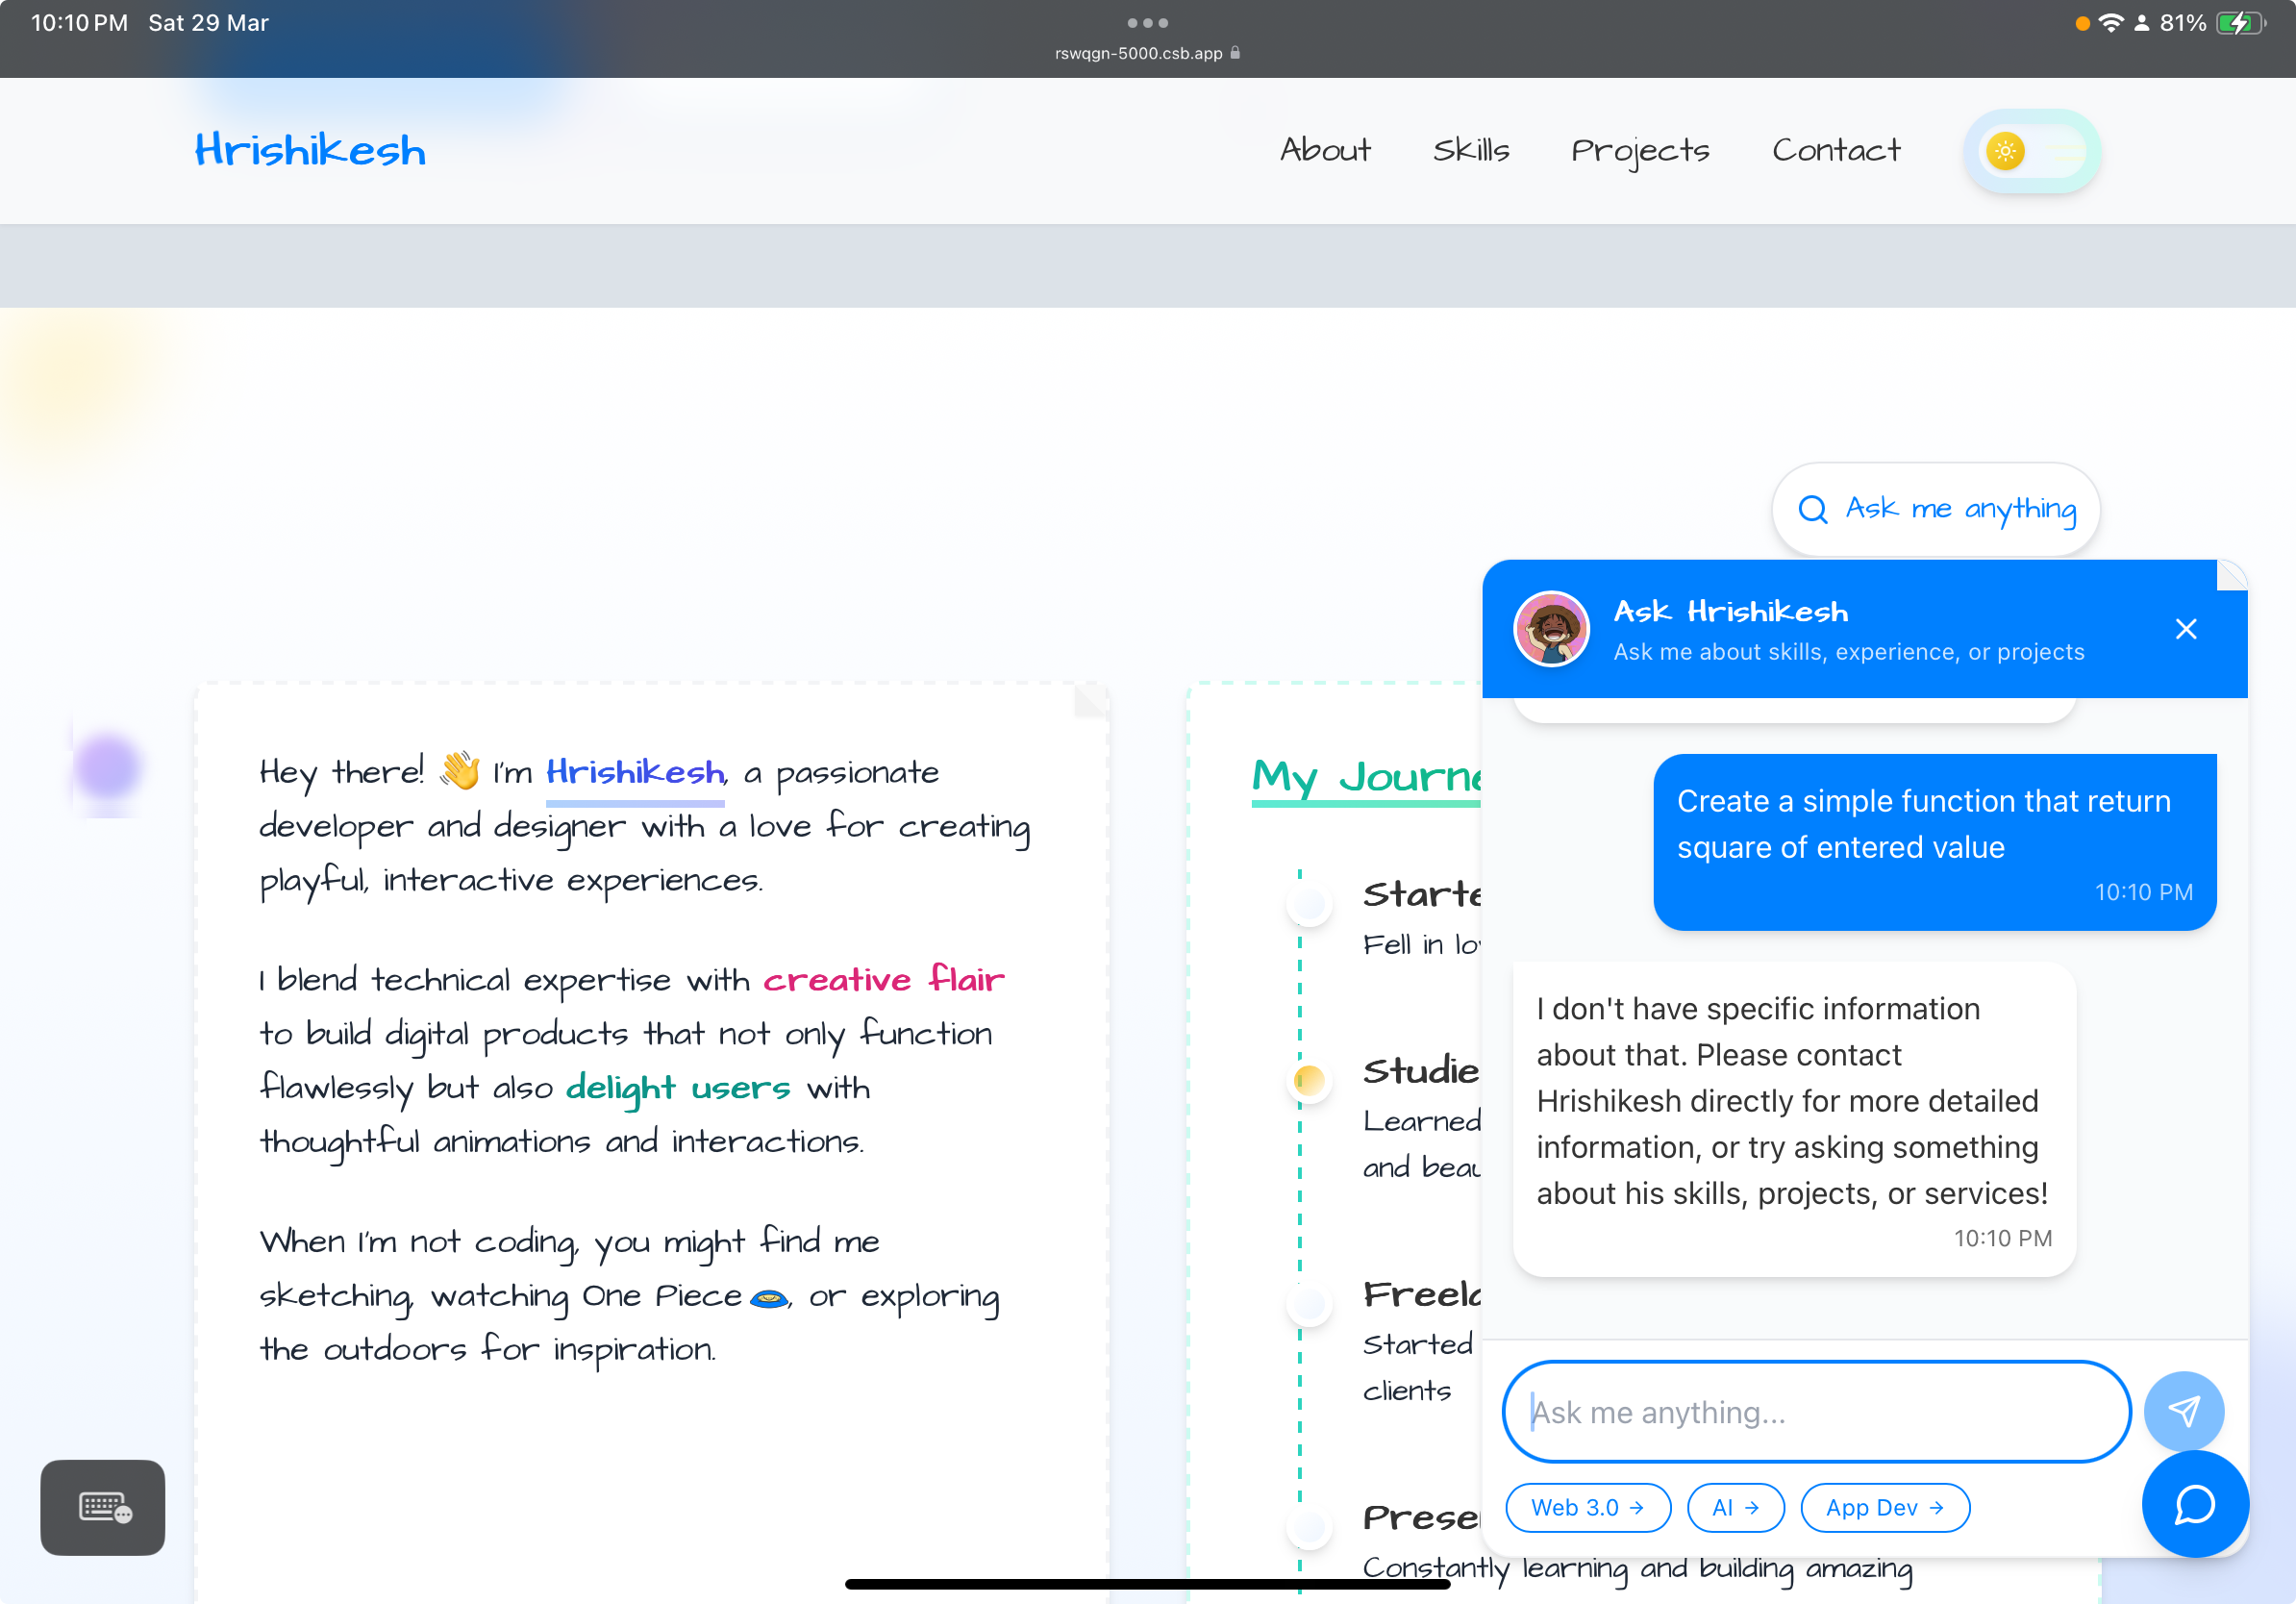 10:10 PM Sat 29 Mar
81%
rswqgn-5000.csb.app
Hrishikesh
About Skills Projects Contact
Ask me anything
Hey there! 👋 I'm Hrishikesh, a passionate
developer and designer with a love for creating
playful, interactive experiences.
I blend technical expertise with creative flair
to build digital products that not only function
flawlessly but also delight users with
thoughtful animations and interactions.
When I'm not coding, you might find me
sketching, watching One Piece, or exploring
the outdoors for inspiration.
My Journe
Starte
Fell in lo
Studie
Learned
and beau
Freela
Started
clients
Prese
Constantly learning and building amazing
Ask Hrishikesh
Ask me about skills, experience, or projects
Create a simple function that return
square of entered value
10:10 PM
I don't have specific information
about that. Please contact
Hrishikesh directly for more detailed
information, or try asking something
about his skills, projects, or services!
10:10 PM
Ask me anything...
Web 3.0 →
AI →
App Dev →